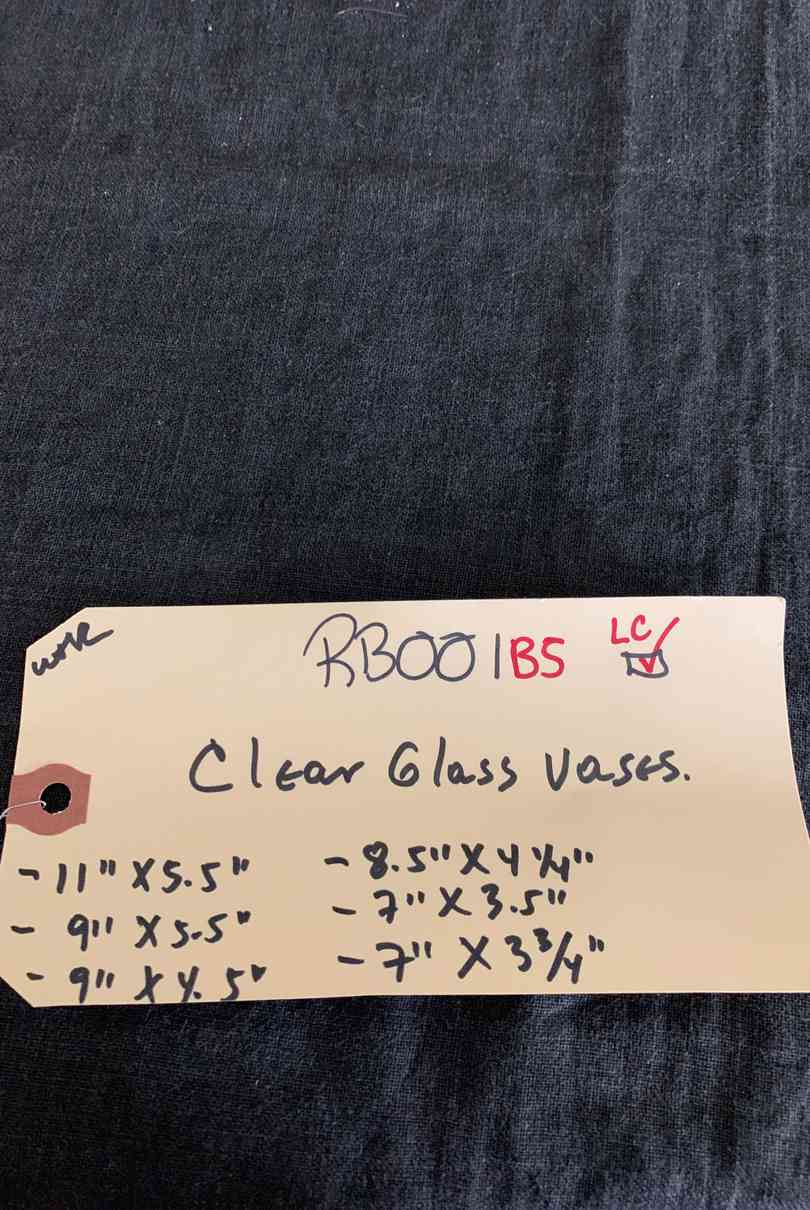 RB001B5 LC
Clear Glass Vases.
- 11" X 5.5"
- 9" X 5.5"
- 9" X 4.5"
- 8.5" X 4 1/4"
- 7" X 3.5"
- 7" X 3 3/4"